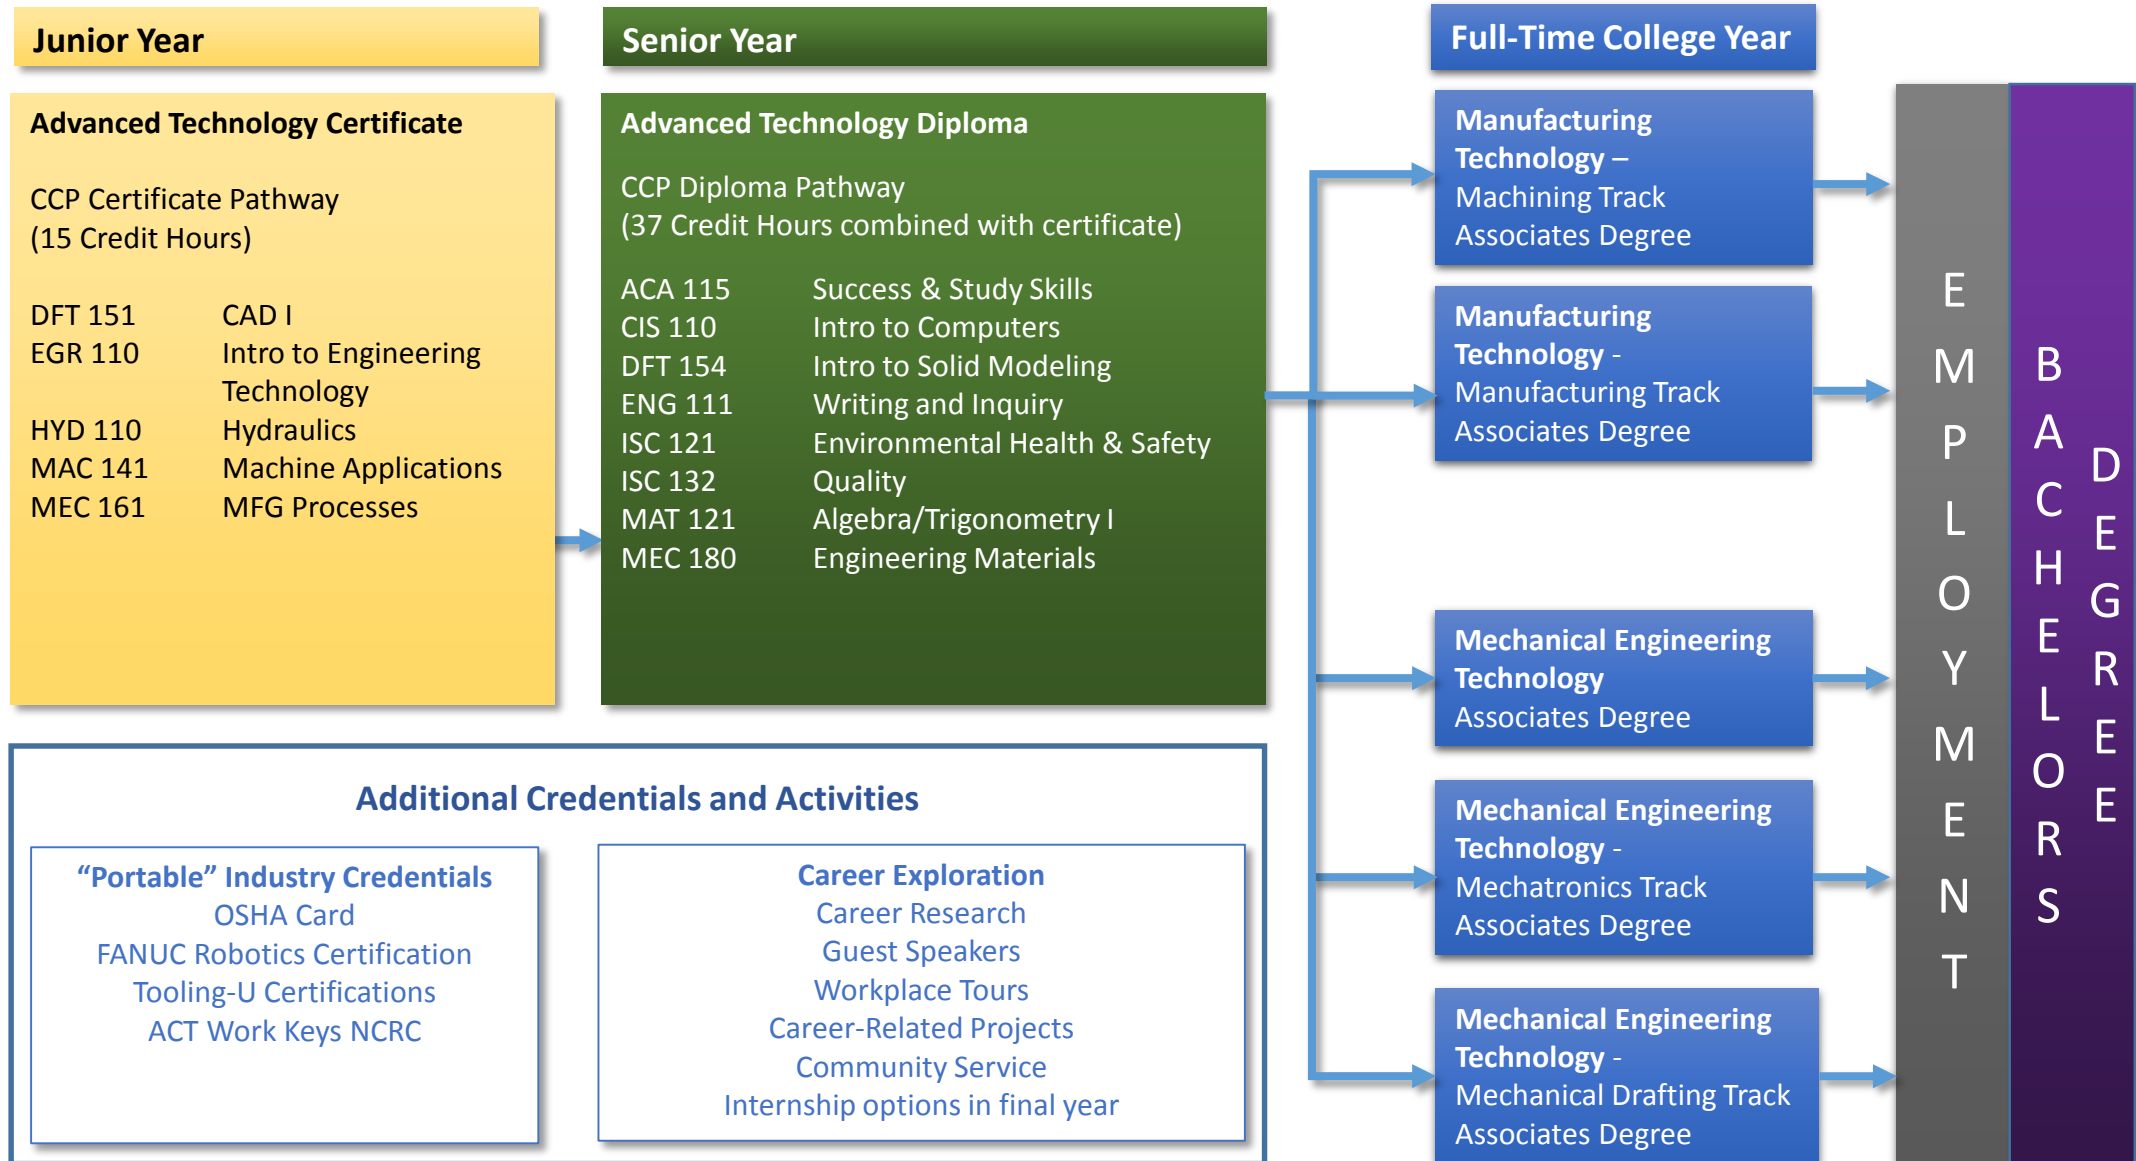 Junior Year
Advanced Technology Certificate
CCP Certificate Pathway
(15 Credit Hours)
DFT 151 CAD I
EGR 110 Intro to Engineering
Technology
HYD 110 Hydraulics
MAC 141 Machine Applications
MEC 161 MFG Processes
Senior Year
Advanced Technology Diploma
CCP Diploma Pathway
(37 Credit Hours combined with certificate)
ACA 115 Success & Study Skills
CIS 110 Intro to Computers
DFT 154 Intro to Solid Modeling
ENG 111 Writing and Inquiry
ISC 121 Environmental Health & Safety
ISC 132 Quality
MAT 121 Algebra/Trigonometry I
MEC 180 Engineering Materials
Full-Time College Year
Manufacturing
Technology –
Machining Track
Associates Degree
Manufacturing
Technology -
Manufacturing Track
Associates Degree
Mechanical Engineering
Technology
Associates Degree
Mechanical Engineering
Technology -
Mechatronics Track
Associates Degree
Mechanical Engineering
Technology -
Mechanical Drafting Track
Associates Degree
EMPLOYMENT
BACHELORS
DEGREE
Additional Credentials and Activities
“Portable” Industry Credentials
OSHA Card
FANUC Robotics Certification
Tooling-U Certifications
ACT Work Keys NCRC
Career Exploration
Career Research
Guest Speakers
Workplace Tours
Career-Related Projects
Community Service
Internship options in final year